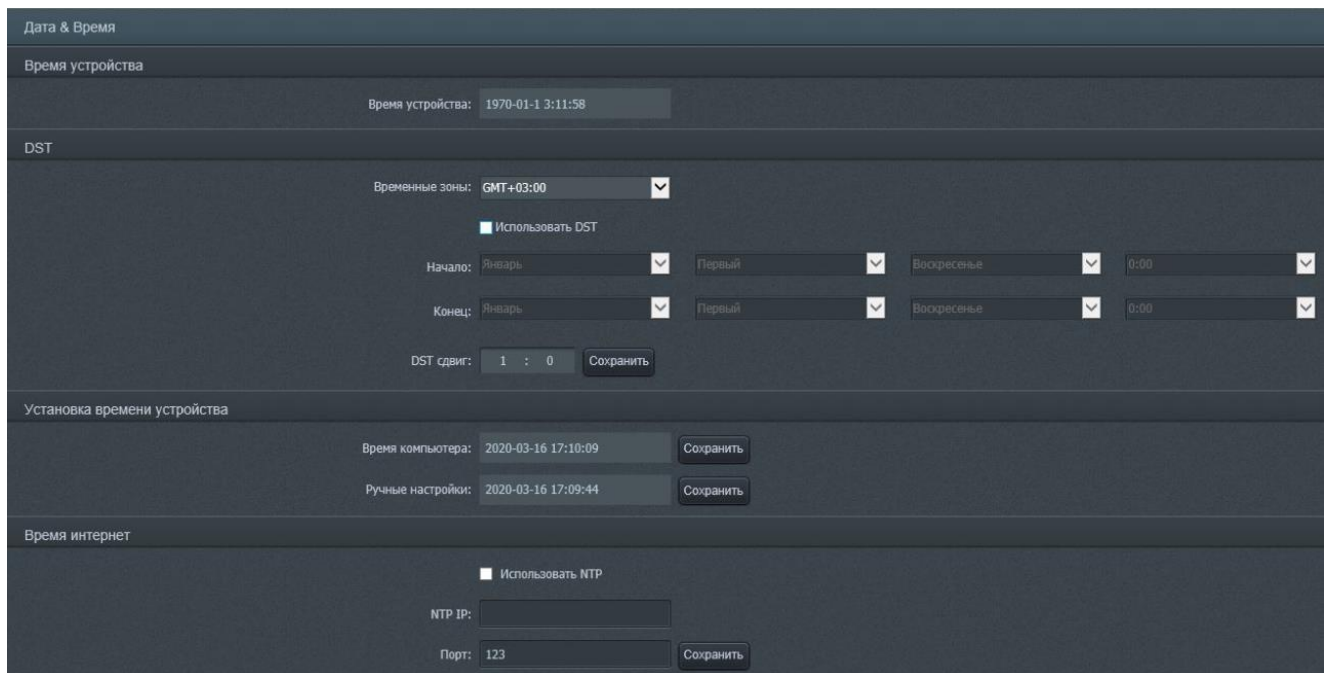 Дата & Время
Время устройства
Время устройства: 1970-01-1 3:11:58
DST
Временные зоны: GMT+03:00
Использовать DST
Начало: Январь Первый Воскресенье 0:00
Конец: Январь Первый Воскресенье 0:00
DST сдвиг: 1 : 0 Сохранить
Установка времени устройства
Время компьютера: 2020-03-16 17:10:09 Сохранить
Ручные настройки: 2020-03-16 17:09:44 Сохранить
Время интернет
Использовать NTP
NTP IP:
Порт: 123 Сохранить